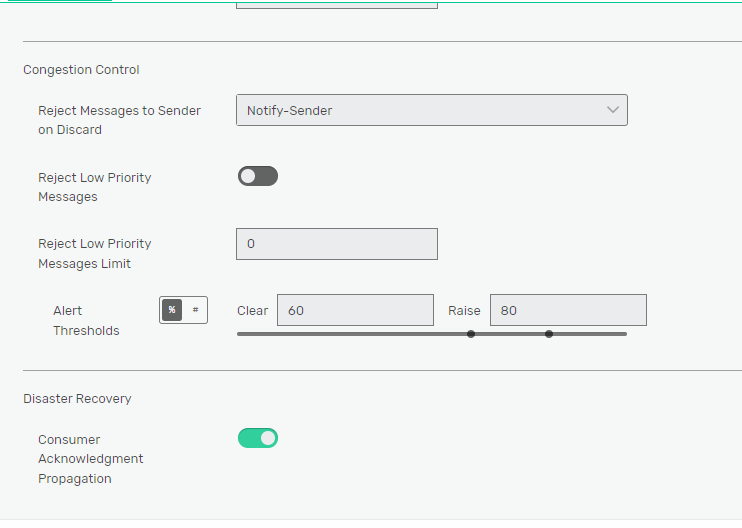 Congestion Control
Reject Messages to Sender
on Discard
Notify-Sender
Reject Low Priority
Messages
Reject Low Priority
Messages Limit
0
Alert
Thresholds
% #
Clear 60 Raise 80
Disaster Recovery
Consumer
Acknowledgment
Propagation